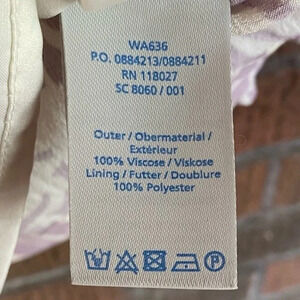 WA636
P.O. 0884213/0884211
RN 118027
SC 8060 / 001
Outer / Obermaterial /
Extérieur
100% Viscose / Viskose
Lining / Futter / Doublure
100% Polyester
P